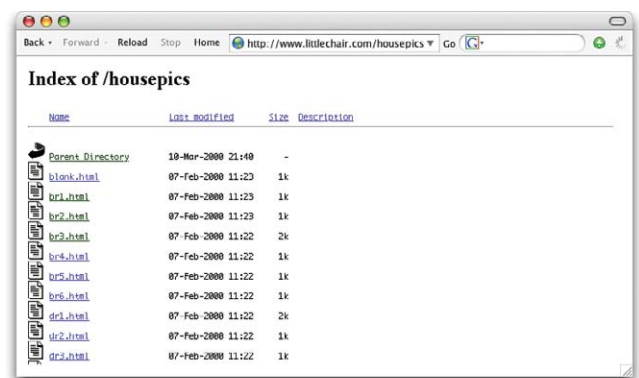 Back Forward Reload Stop Home http://www.littlechair.com/housepics Go G
Index of /housepics
Name Last modified Size Description
Parent Directory 10-Mar-2000 21:40 -
blank.html 07-Feb-2000 11:23 1k
br1.html 07-Feb-2000 11:23 1k
br2.html 07-Feb-2000 11:23 1k
br3.html 07-Feb-2000 11:22 2k
br4.html 07-Feb-2000 11:22 1k
br5.html 07-Feb-2000 11:22 1k
br6.html 07-Feb-2000 11:22 1k
dr1.html 07-Feb-2000 11:22 2k
dr2.html 07-Feb-2000 11:22 1k
dr3.html 07-Feb-2000 11:22 1k